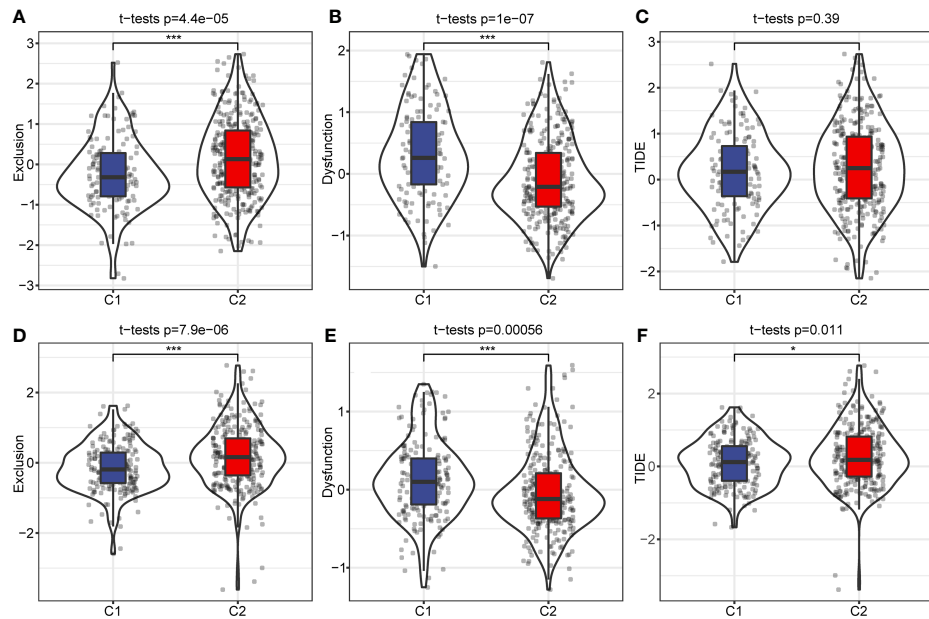 A
t−tests p=4.4e−05
***
Exclusion
3
2
1
0
−1
−2
−3
C1 C2
B
t−tests p=1e−07
***
Dysfunction
2
1
0
−1
C1 C2
C
t−tests p=0.39
TIDE
3
2
1
0
−1
−2
C1 C2
D
t−tests p=7.9e−06
***
Exclusion
2
0
−2
C1 C2
E
t−tests p=0.00056
***
Dysfunction
1
0
−1
C1 C2
F
t−tests p=0.011
*
TIDE
2
0
−2
C1 C2